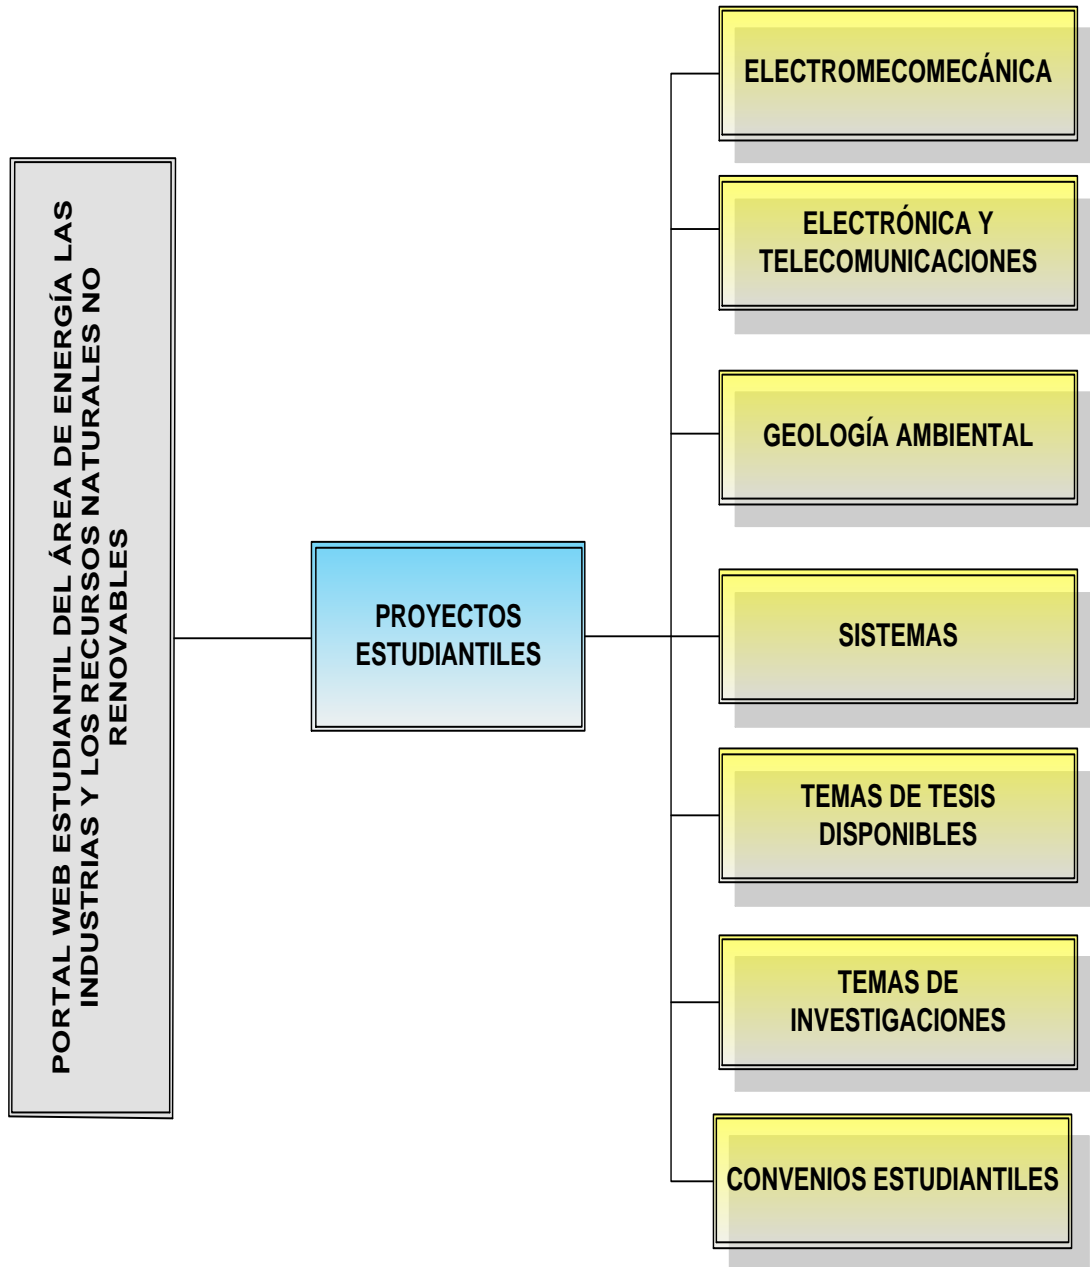 PORTAL WEB ESTUDIANTIL DEL ÁREA DE ENERGÍA LAS
INDUSTRIAS Y LOS RECURSOS NATURALES NO
RENOVABLES
PROYECTOS
ESTUDIANTILES
ELECTROMECOMECÁNICA
ELECTRÓNICA Y
TELECOMUNICACIONES
GEOLOGÍA AMBIENTAL
SISTEMAS
TEMAS DE TESIS
DISPONIBLES
TEMAS DE
INVESTIGACIONES
CONVENIOS ESTUDIANTILES